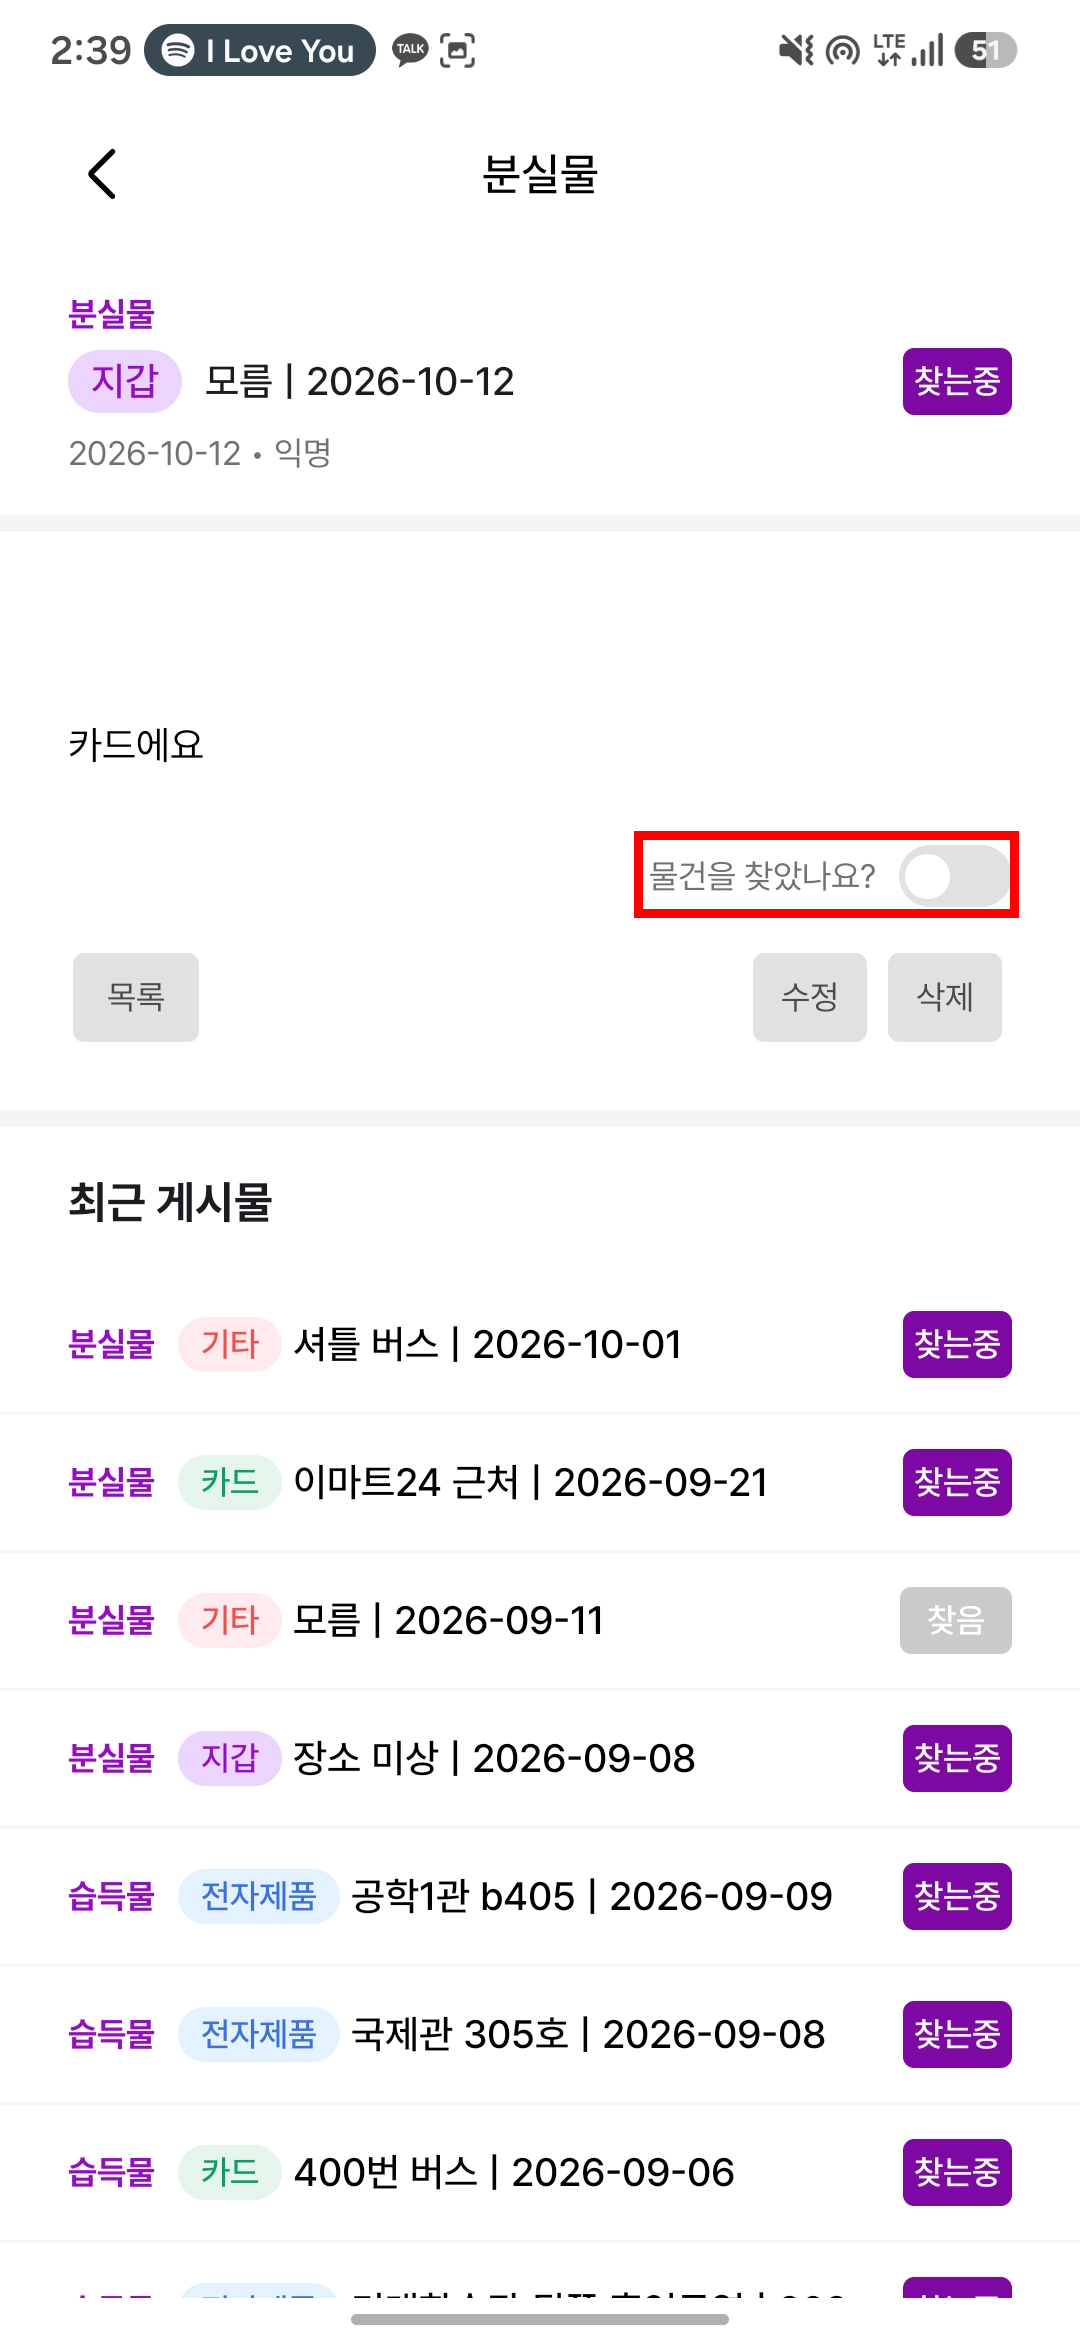 2:39 I Love You TALK LTE 51
분실물
분실물
지갑 모름 | 2026-10-12 찾는중
2026-10-12 • 익명
카드에요
물건을 찾았나요?
목록 수정 삭제
최근 게시물
분실물 기타 셔틀 버스 | 2026-10-01 찾는중
분실물 카드 이마트24 근처 | 2026-09-21 찾는중
분실물 기타 모름 | 2026-09-11 찾음
분실물 지갑 장소 미상 | 2026-09-08 찾는중
습득물 전자제품 공학1관 b405 | 2026-09-09 찾는중
습득물 전자제품 국제관 305호 | 2026-09-08 찾는중
습득물 카드 400번 버스 | 2026-09-06 찾는중